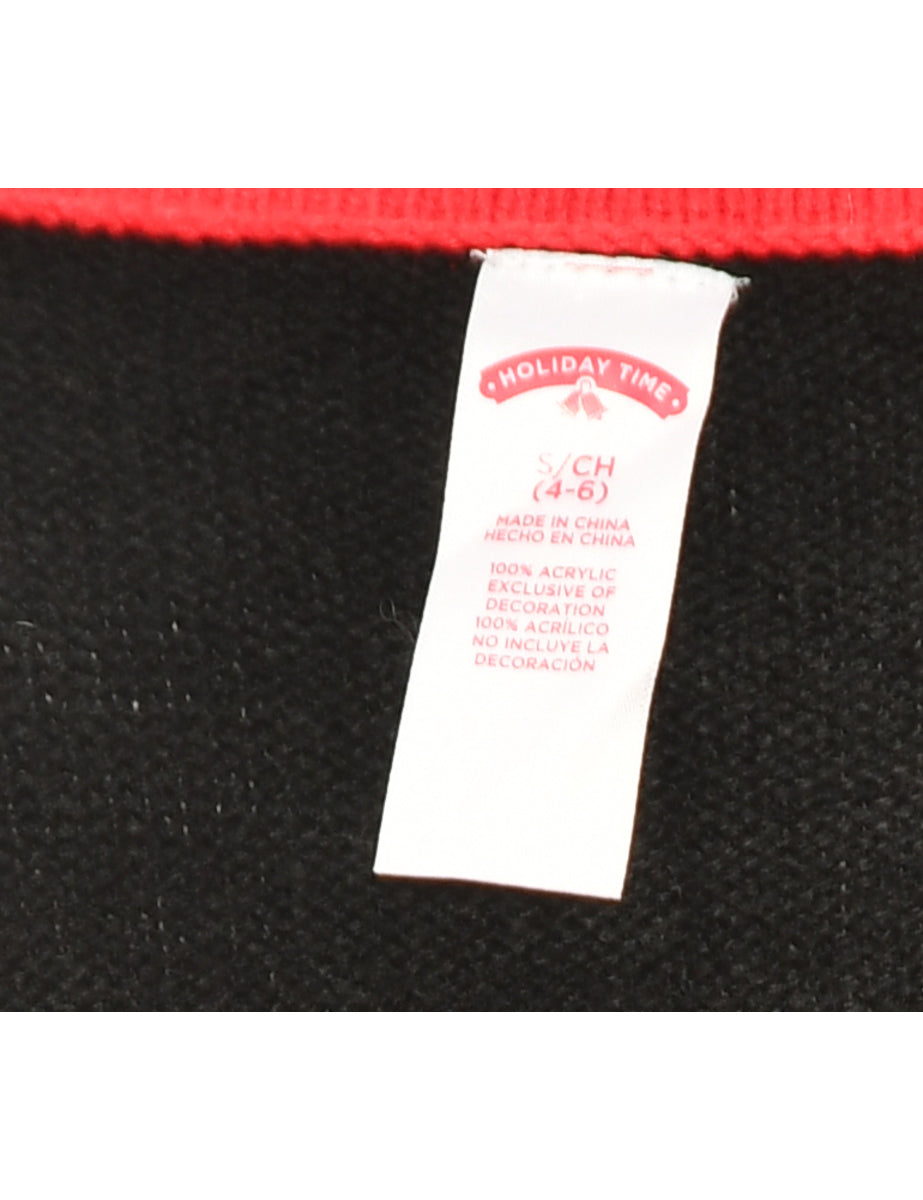 • HOLIDAY TIME •
S/CH
(4-6)
MADE IN CHINA
HECHO EN CHINA
100% ACRYLIC
EXCLUSIVE OF
DECORATION
100% ACRÍLICO
NO INCLUYE LA
DECORACIÓN